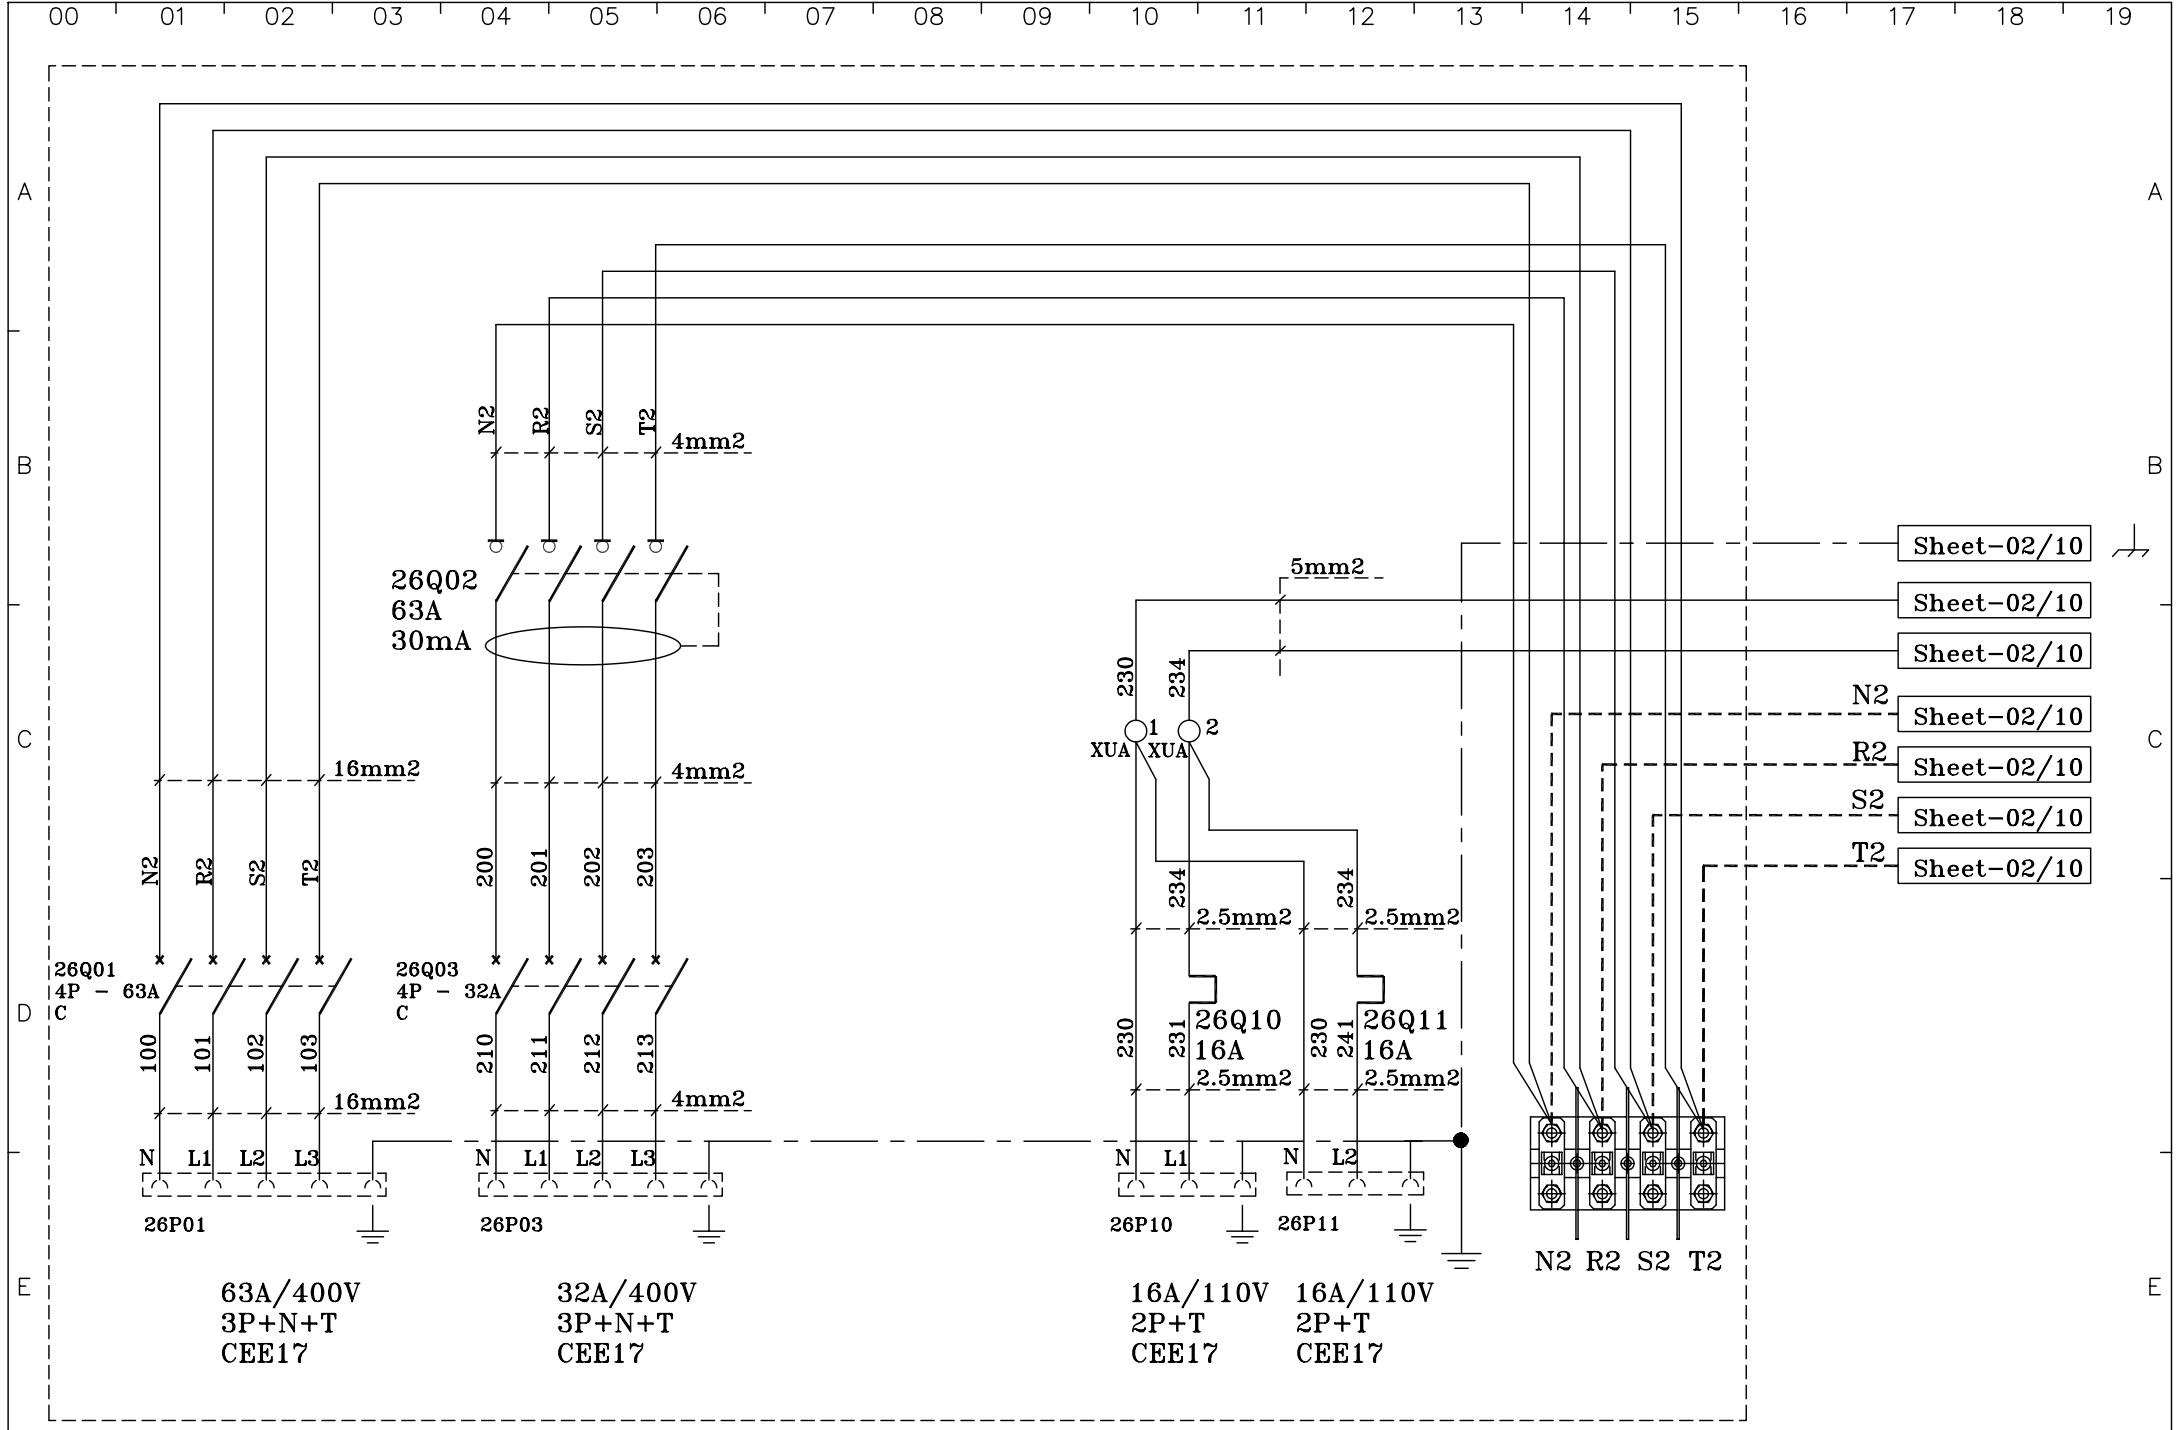 00 01 02 03 04 05 06 07 08 09 10 11 12 13 14 15 16 17 18 19
A A
N2 R2 S2 T2
4mm2
B B
Sheet-02/10
5mm2
26Q02
63A
30mA
Sheet-02/10
Sheet-02/10
230 234
N2 Sheet-02/10
1 2
XUA XUA
C C
R2 Sheet-02/10
16mm2 4mm2
S2 Sheet-02/10
T2 Sheet-02/10
N2 R2 S2 T2
200 201 202 203
234 234
2.5mm2 2.5mm2
26Q01
4P - 63A
C
26Q03
4P - 32A
C
D D
26Q10
16A
26Q11
16A
100 101 102 103
210 211 212 213
230 231 230 241
2.5mm2 2.5mm2
16mm2 4mm2
N L1 L2 L3
N L1 L2 L3
N L1
N L2
26P01 26P03 26P10 26P11
N2 R2 S2 T2
E E
63A/400V
3P+N+T
CEE17
32A/400V
3P+N+T
CEE17
16A/110V
2P+T
CEE17
16A/110V
2P+T
CEE17